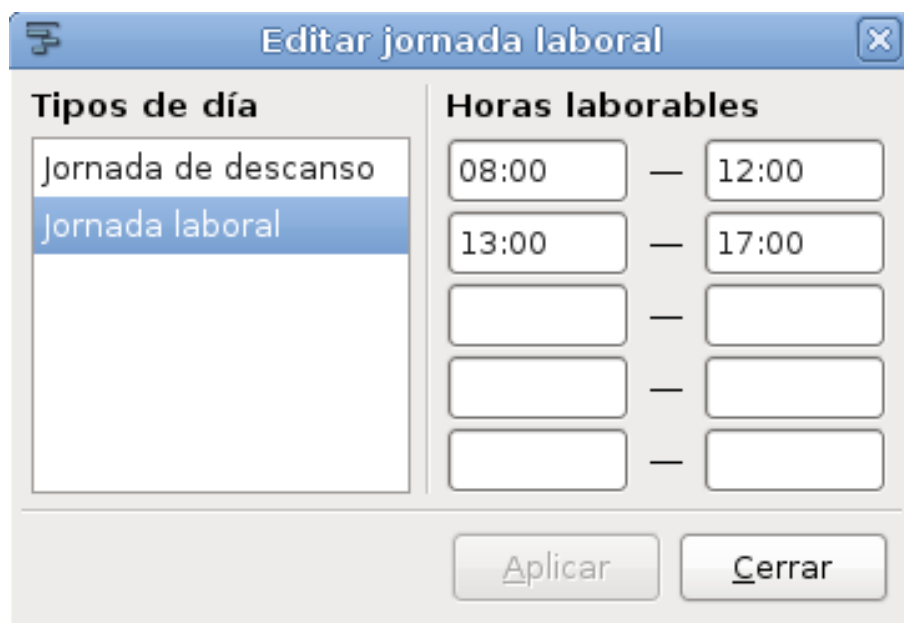 Editar jornada laboral
Tipos de día
Jornada de descanso
Jornada laboral
Horas laborables
08:00 — 12:00
13:00 — 17:00
—
—
—
Aplicar
Cerrar